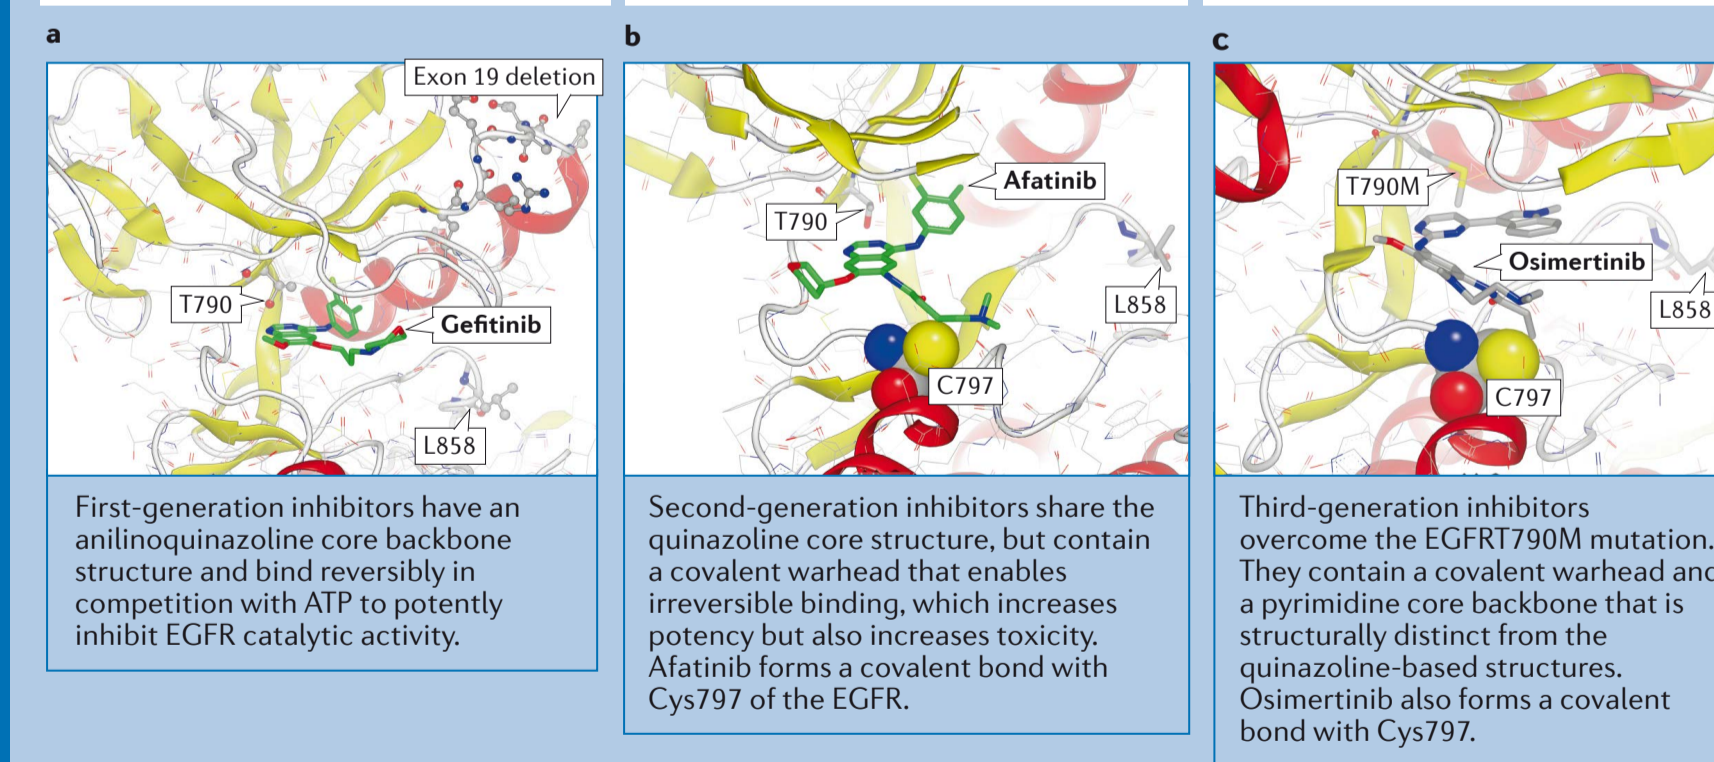 a
Exon 19 deletion
T790
Gefitinib
L858
First-generation inhibitors have an
anilinoquinazoline core backbone
structure and bind reversibly in
competition with ATP to potently
inhibit EGFR catalytic activity.
b
Afatinib
T790
L858
C797
Second-generation inhibitors share the
quinazoline core structure, but contain
a covalent warhead that enables
irreversible binding, which increases
potency but also increases toxicity.
Afatinib forms a covalent bond with
Cys797 of the EGFR.
c
T790M
Osimertinib
L858
C797
Third-generation inhibitors
overcome the EGFRT790M mutation.
They contain a covalent warhead and
a pyrimidine core backbone that is
structurally distinct from the
quinazoline-based structures.
Osimertinib also forms a covalent
bond with Cys797.